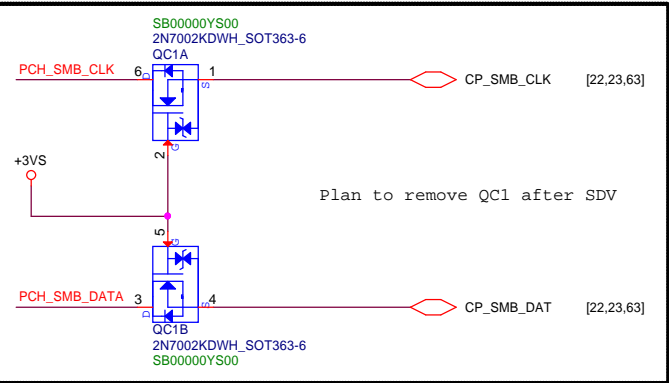 SB00000YS00
2N7002KDWH_SOT363-6
QC1A
PCH_SMB_CLK 6 D S 1 CP_SMB_CLK [22,23,63]
G
2
+3VS
Plan to remove QC1 after SDV
5
G
PCH_SMB_DATA 3 D S 4 CP_SMB_DAT [22,23,63]
QC1B
2N7002KDWH_SOT363-6
SB00000YS00